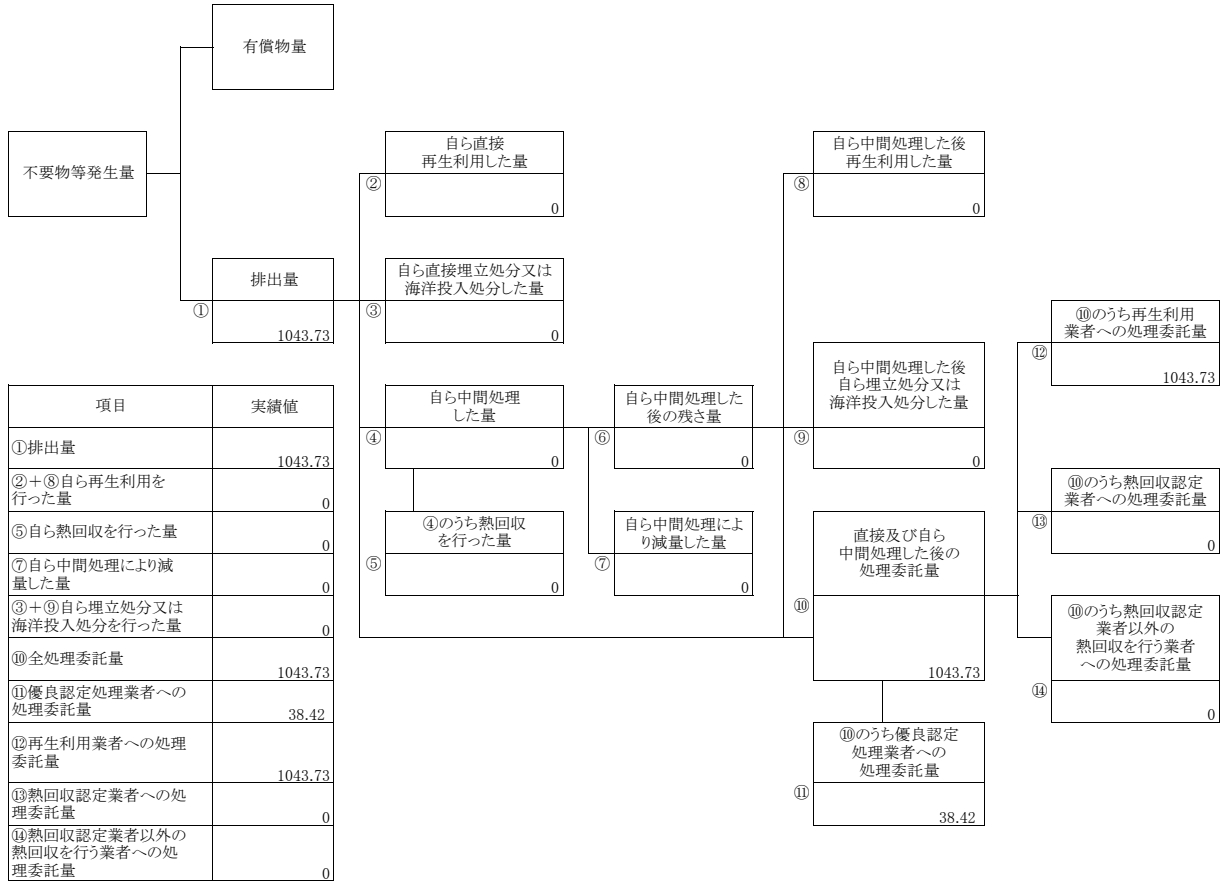 有償物量
不要物等発生量
自ら直接
再生利用した量
②
0
自ら中間処理した後
再生利用した量
⑧
0
排出量
①
1043.73
自ら直接埋立処分又は
海洋投入処分した量
③
0
⑩のうち再生利用
業者への処理委託量
⑫
1043.73
自ら中間処理
した量
④
0
自ら中間処理した
後の残さ量
⑥
0
自ら中間処理した後
自ら埋立処分又は
海洋投入処分した量
⑨
0
⑩のうち熱回収認定
業者への処理委託量
⑬
0
④のうち熱回収
を行った量
⑤
0
自ら中間処理によ
り減量した量
⑦
0
直接及び自ら
中間処理した後の
処理委託量
⑩
1043.73
⑩のうち熱回収認定
業者以外の
熱回収を行う業者
への処理委託量
⑭
0
⑩のうち優良認定
処理業者への
処理委託量
⑪
38.42
項目 実績値
①排出量
1043.73
②+⑧自ら再生利用を
行った量
0
⑤自ら熱回収を行った量
0
⑦自ら中間処理により減
量した量
0
③+⑨自ら埋立処分又は
海洋投入処分を行った量
0
⑩全処理委託量
1043.73
⑪優良認定処理業者への
処理委託量
38.42
⑫再生利用業者への処理
委託量
1043.73
⑬熱回収認定業者への処
理委託量
0
⑭熱回収認定業者以外の
熱回収を行う業者への処
理委託量
0